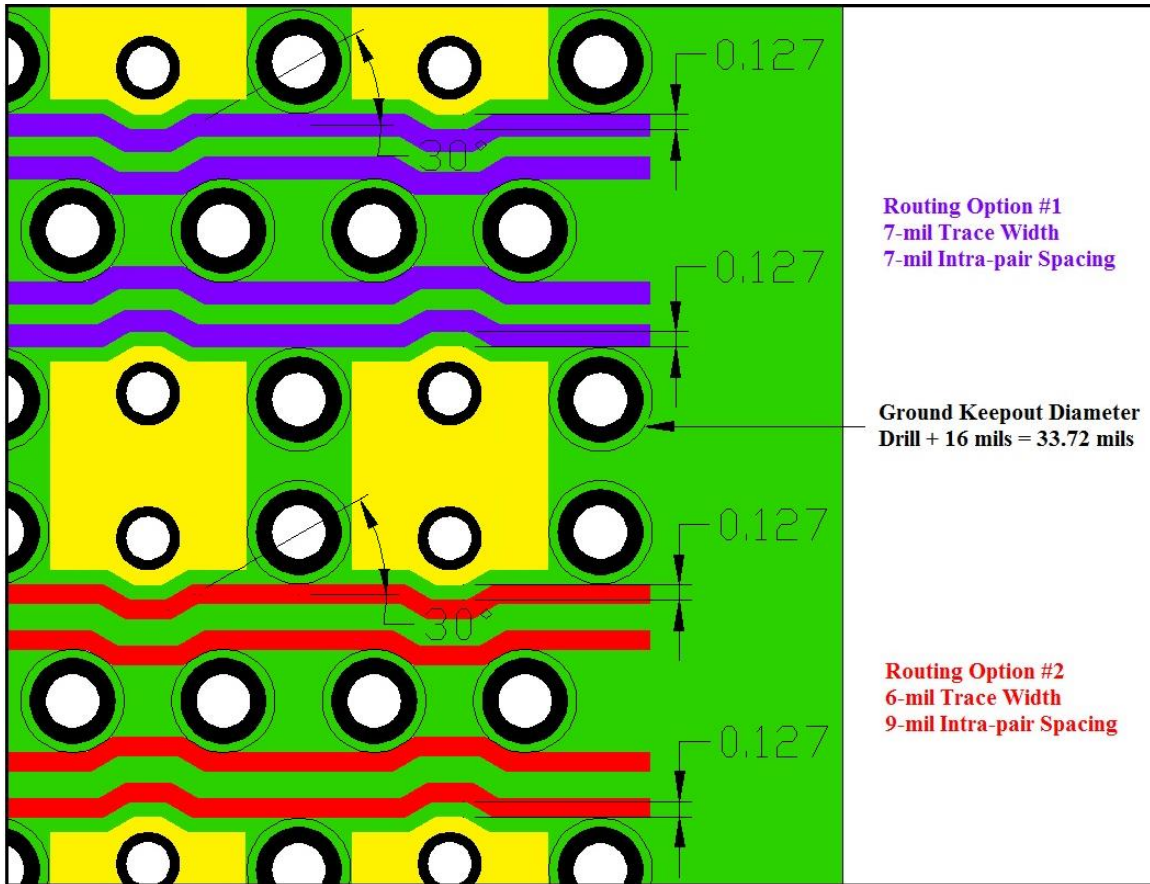 0.127
30°
Routing Option #1
7-mil Trace Width
7-mil Intra-pair Spacing
0.127
Ground Keepout Diameter
Drill + 16 mils = 33.72 mils
0.127
30°
Routing Option #2
6-mil Trace Width
9-mil Intra-pair Spacing
0.127